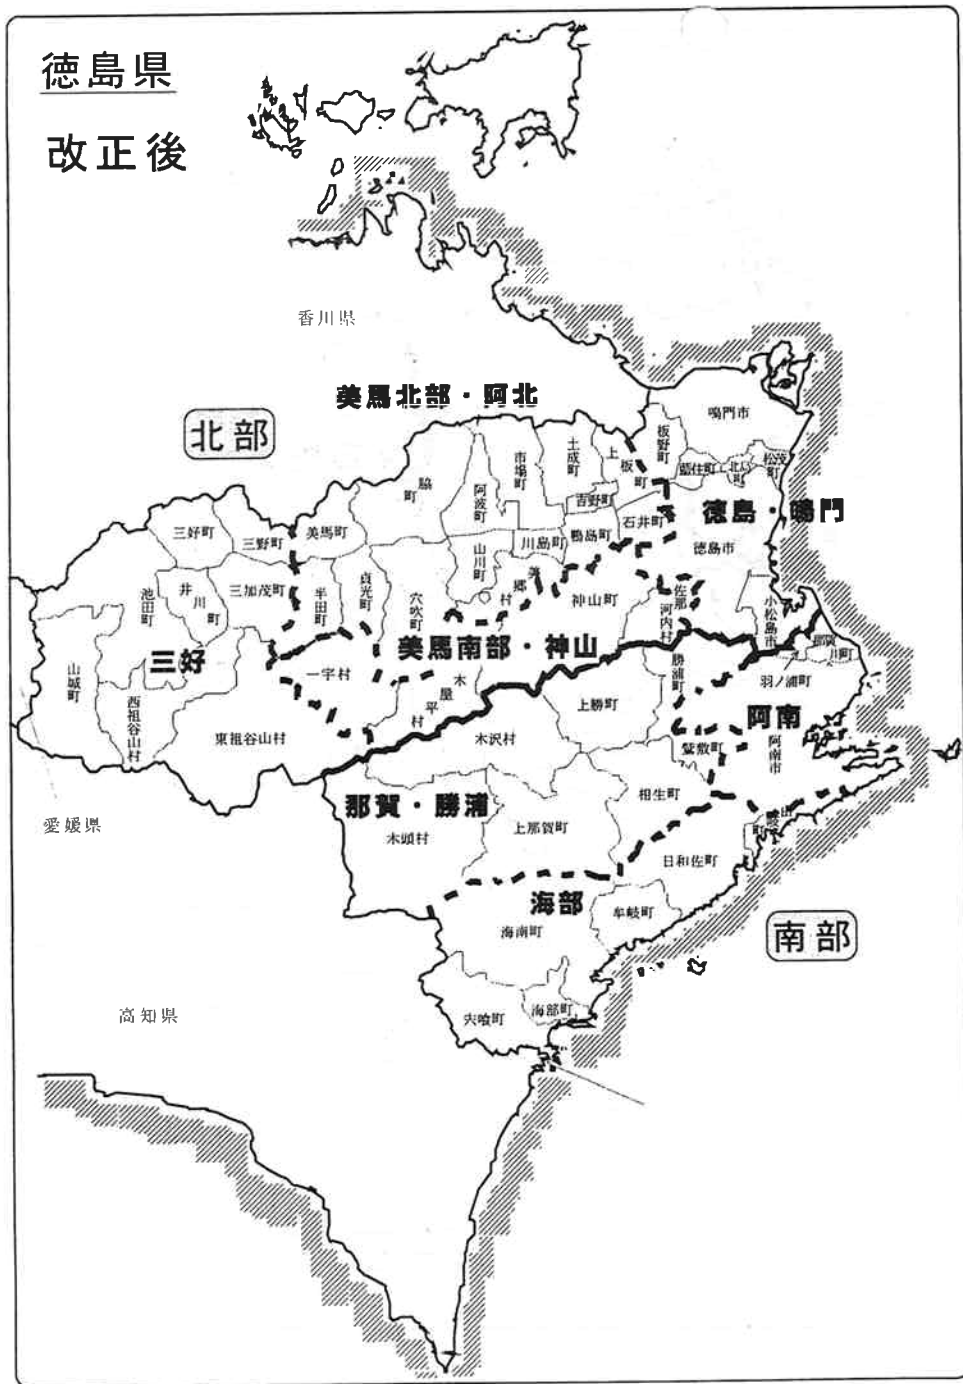 徳島県
改正後
香川県
美馬北部・阿北
北部
鳴門市
板野町
藍住町
松茂町
上板町
土成町
市場町
吉野町
阿波町
脇町
徳島・鳴門
石井町
徳島市
鴨島町
川島町
山川町
美郷村
美馬町
三野町
三好町
三加茂町
半田町
貞光町
穴吹町
神山町
佐那河内村
小松島市
井川町
池田町
三好
美馬南部・神山
山城町
西祖谷山村
東祖谷山村
一宇村
木屋平村
勝浦町
那賀川町
羽ノ浦町
上勝町
阿南
阿南市
木沢村
鷲敷町
相生町
那賀・勝浦
上那賀町
木頭村
愛媛県
日和佐町
海部
牟岐町
海南町
南部
高知県
宍喰町
海部町